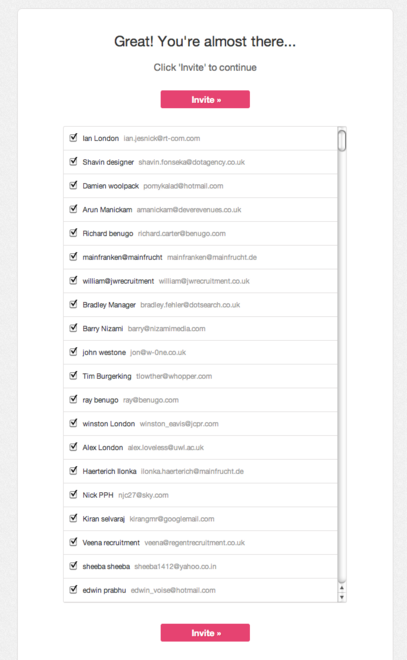 Great! You're almost there...
Click 'Invite' to continue
Invite »
Ian London ian.jesnick@rt-com.com
Shavin designer shavin.fonseka@dotagency.co.uk
Damien woolpack pornykalad@hotmail.com
Arun Manickam amanickam@deverevenues.co.uk
Richard benugo richard.carter@benugo.com
mainfranken@mainfrucht mainfranken@mainfrucht.de
william@jwrecruitment william@jwrecruitment.co.uk
Bradley Manager bradley.fehler@dotsearch.co.uk
Barry Nizami barry@nizamimedia.com
john westone jon@w-0ne.co.uk
Tim Burgerking tlowther@whopper.com
ray benugo ray@benugo.com
winston London winston_eavis@jcpr.com
Alex London alex.loveless@uwl.ac.uk
Haerterich Ilonka ilonka.haerterich@mainfrucht.de
Nick PPH njc27@sky.com
Kiran selvaraj kirangmr@googlemail.com
Veena recruitment veena@regentrecruitment.co.uk
sheeba sheeba sheeba1412@yahoo.co.in
edwin prabhu edwin_voise@hotmail.com
Invite »